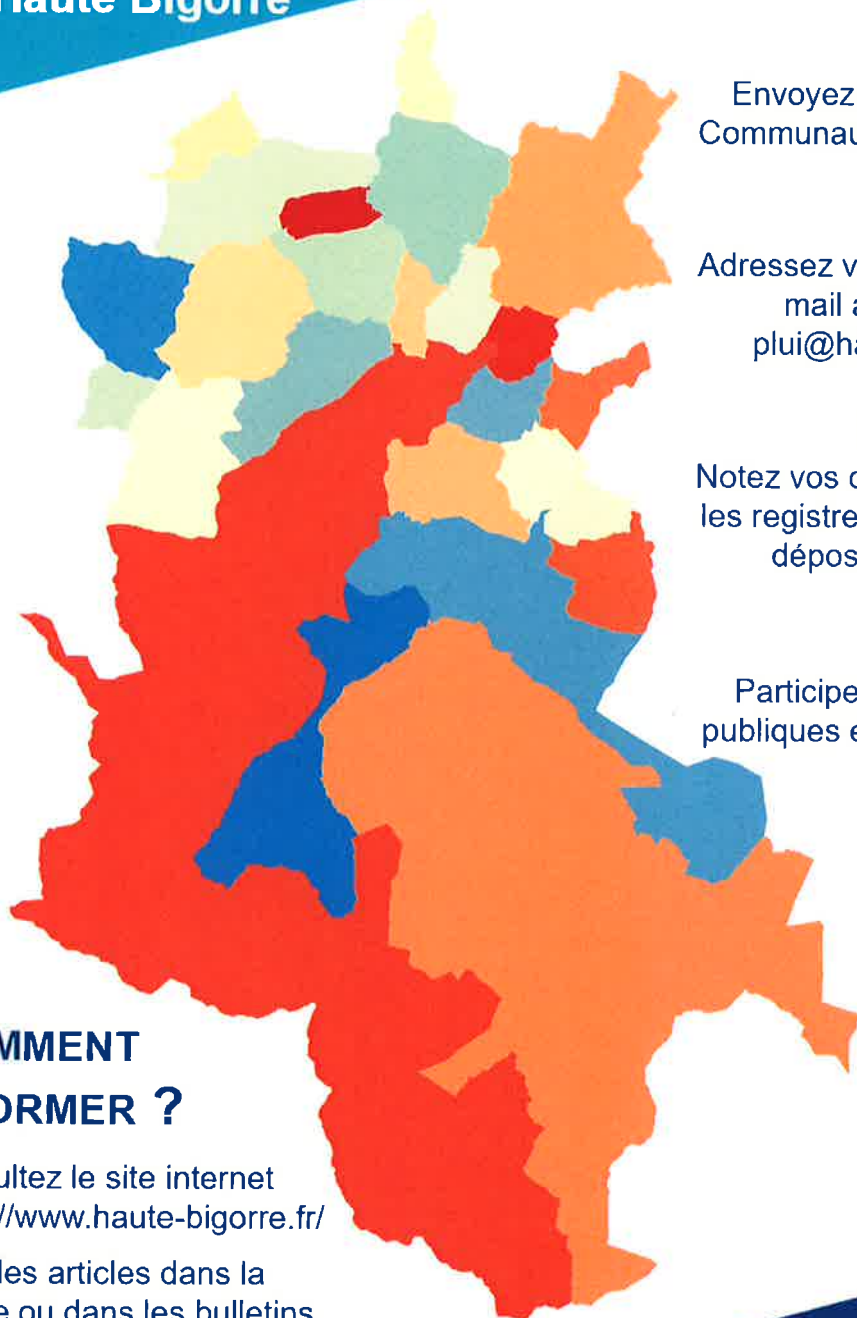 Haute Bigorre
Envoyez
Communau
Adressez v
mail a
plui@ha
Notez vos o
les registre
dépos
Participe
publiques e
MMENT
ORMER ?
ultez le site internet
//www.haute-bigorre.fr/
les articles dans la
e ou dans les bulletins